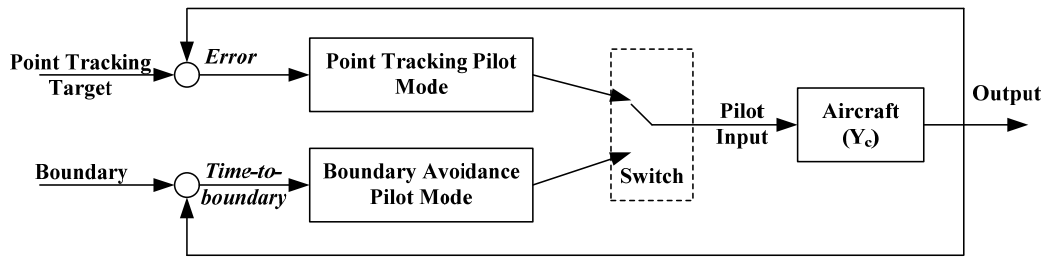 Point Tracking
Target
Error
Point Tracking Pilot
Mode
Boundary
Time-to-
boundary
Boundary Avoidance
Pilot Mode
Switch
Pilot
Input
Aircraft
(Yc)
Output